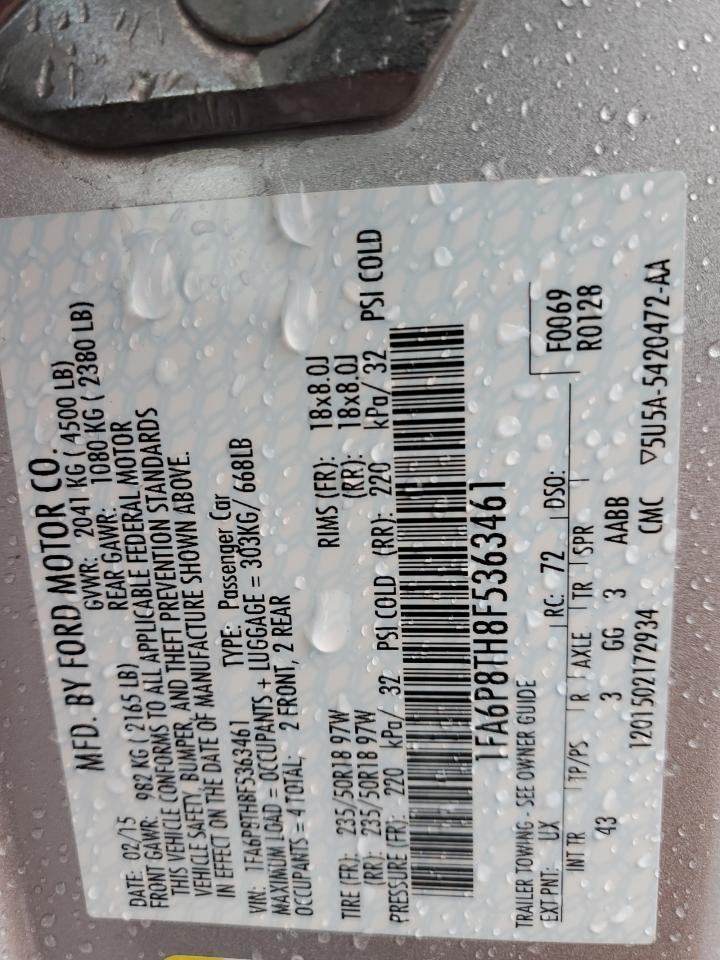 MFD. BY FORD MOTOR CO.
DATE: 02/15 GVWR: 2041 KG ( 4500 LB)
FRONT GAWR: 982 KG ( 2165 LB) REAR GAWR: 1080 KG ( 2380 LB)
THIS VEHICLE CONFORMS TO ALL APPLICABLE FEDERAL MOTOR
VEHICLE SAFETY, BUMPER, AND THEFT PREVENTION STANDARDS
IN EFFECT ON THE DATE OF MANUFACTURE SHOWN ABOVE.
VIN: 1FA6P8TH8F5363461 TYPE: Passenger Car
MAXIMUM LOAD = OCCUPANTS + LUGGAGE = 303KG/ 668LB
OCCUPANTS = 4 TOTAL; 2 FRONT, 2 REAR
TIRE (FR): 235/50R18 97W RIMS (FR): 18x8.0J
(RR): 235/50R18 97W (RR): 18x8.0J
PRESSURE (FR): 220 kPa/ 32 PSI COLD (RR): 220 kPa/ 32 PSI COLD
1FA6P8TH8F5363461
TRAILER TOWING - SEE OWNER GUIDE
F0069
R0128
EXT PNT: UX RC: 72 DSO:
INT TR TP/PS R AXLE TR SPR
43 3 GG 3 AABB
1201502172934 CMC ▽5U5A-5420472-AA